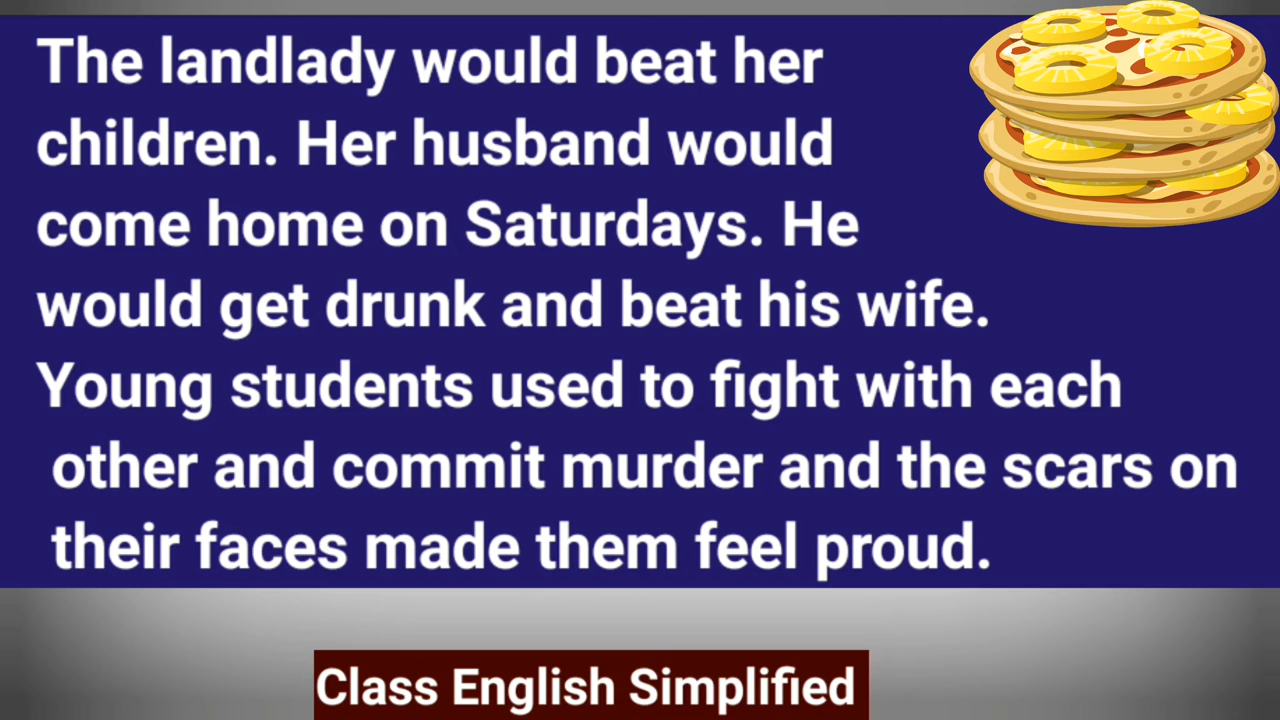 The landlady would beat her
children. Her husband would
come home on Saturdays. He
would get drunk and beat his wife.
Young students used to fight with each
other and commit murder and the scars on
their faces made them feel proud.
Class English Simplified